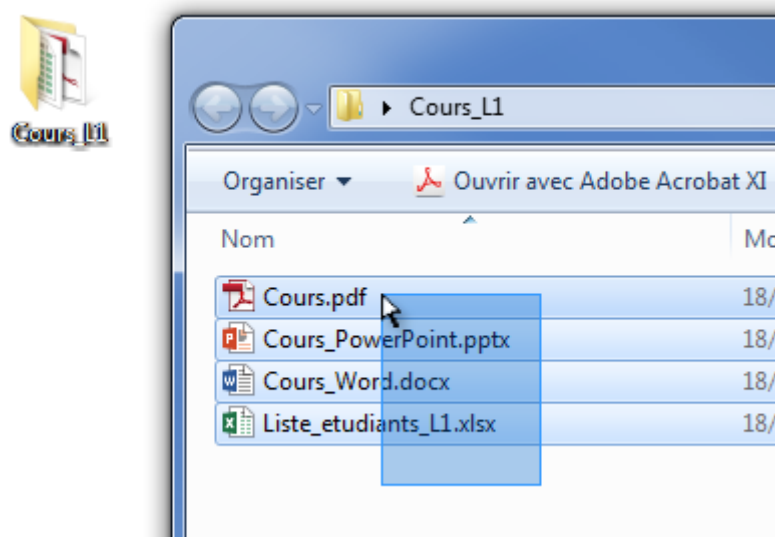 Cours_L1
Cours_L1
Organiser
Ouvrir avec Adobe Acrobat XI
Nom
Mo
Cours.pdf
18/
Cours_PowerPoint.pptx
18/
Cours_Word.docx
18/
Liste_etudiants_L1.xlsx
18/